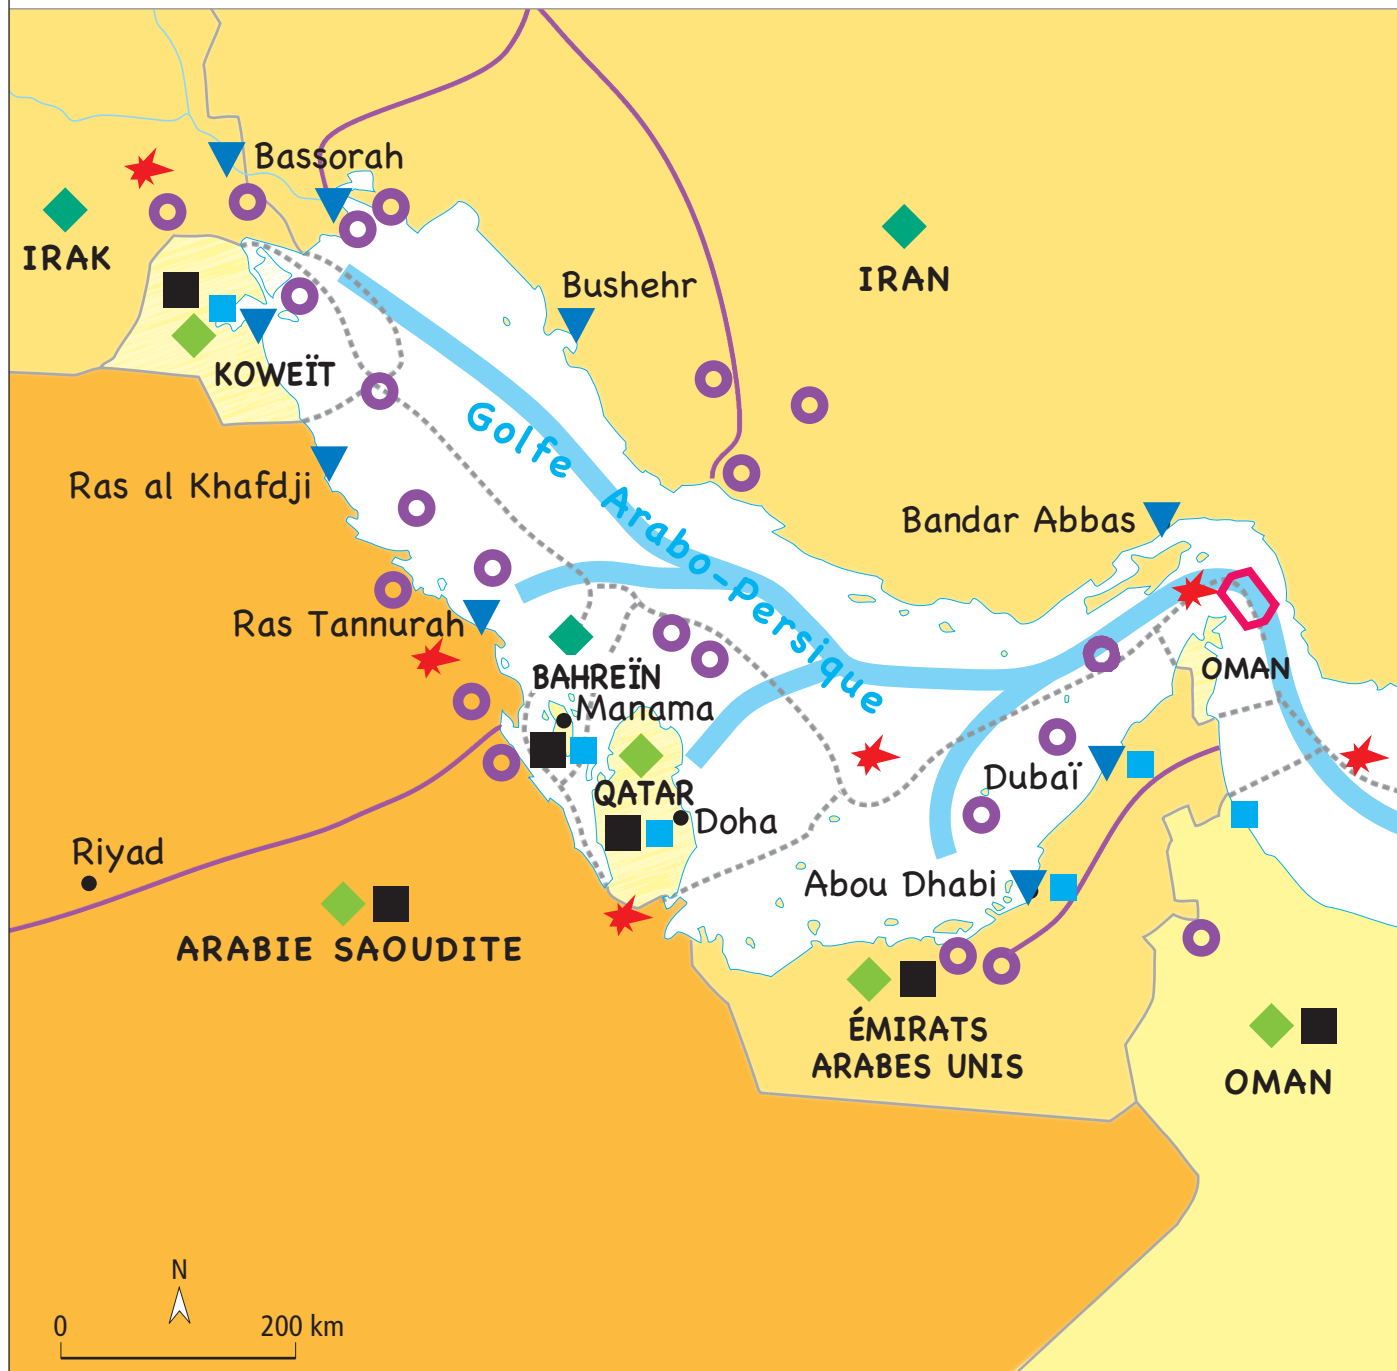 Bassorah
IRAK
IRAN
Bushehr
KOWEÏT
Golfe Arabo-Persique
Ras al Khafdji
Bandar Abbas
Ras Tannurah
BAHREÏN
OMAN
Manama
Dubaï
QATAR
Doha
Riyad
Abou Dhabi
ARABIE SAOUDITE
ÉMIRATS
ARABES UNIS
OMAN
N
0 200 km